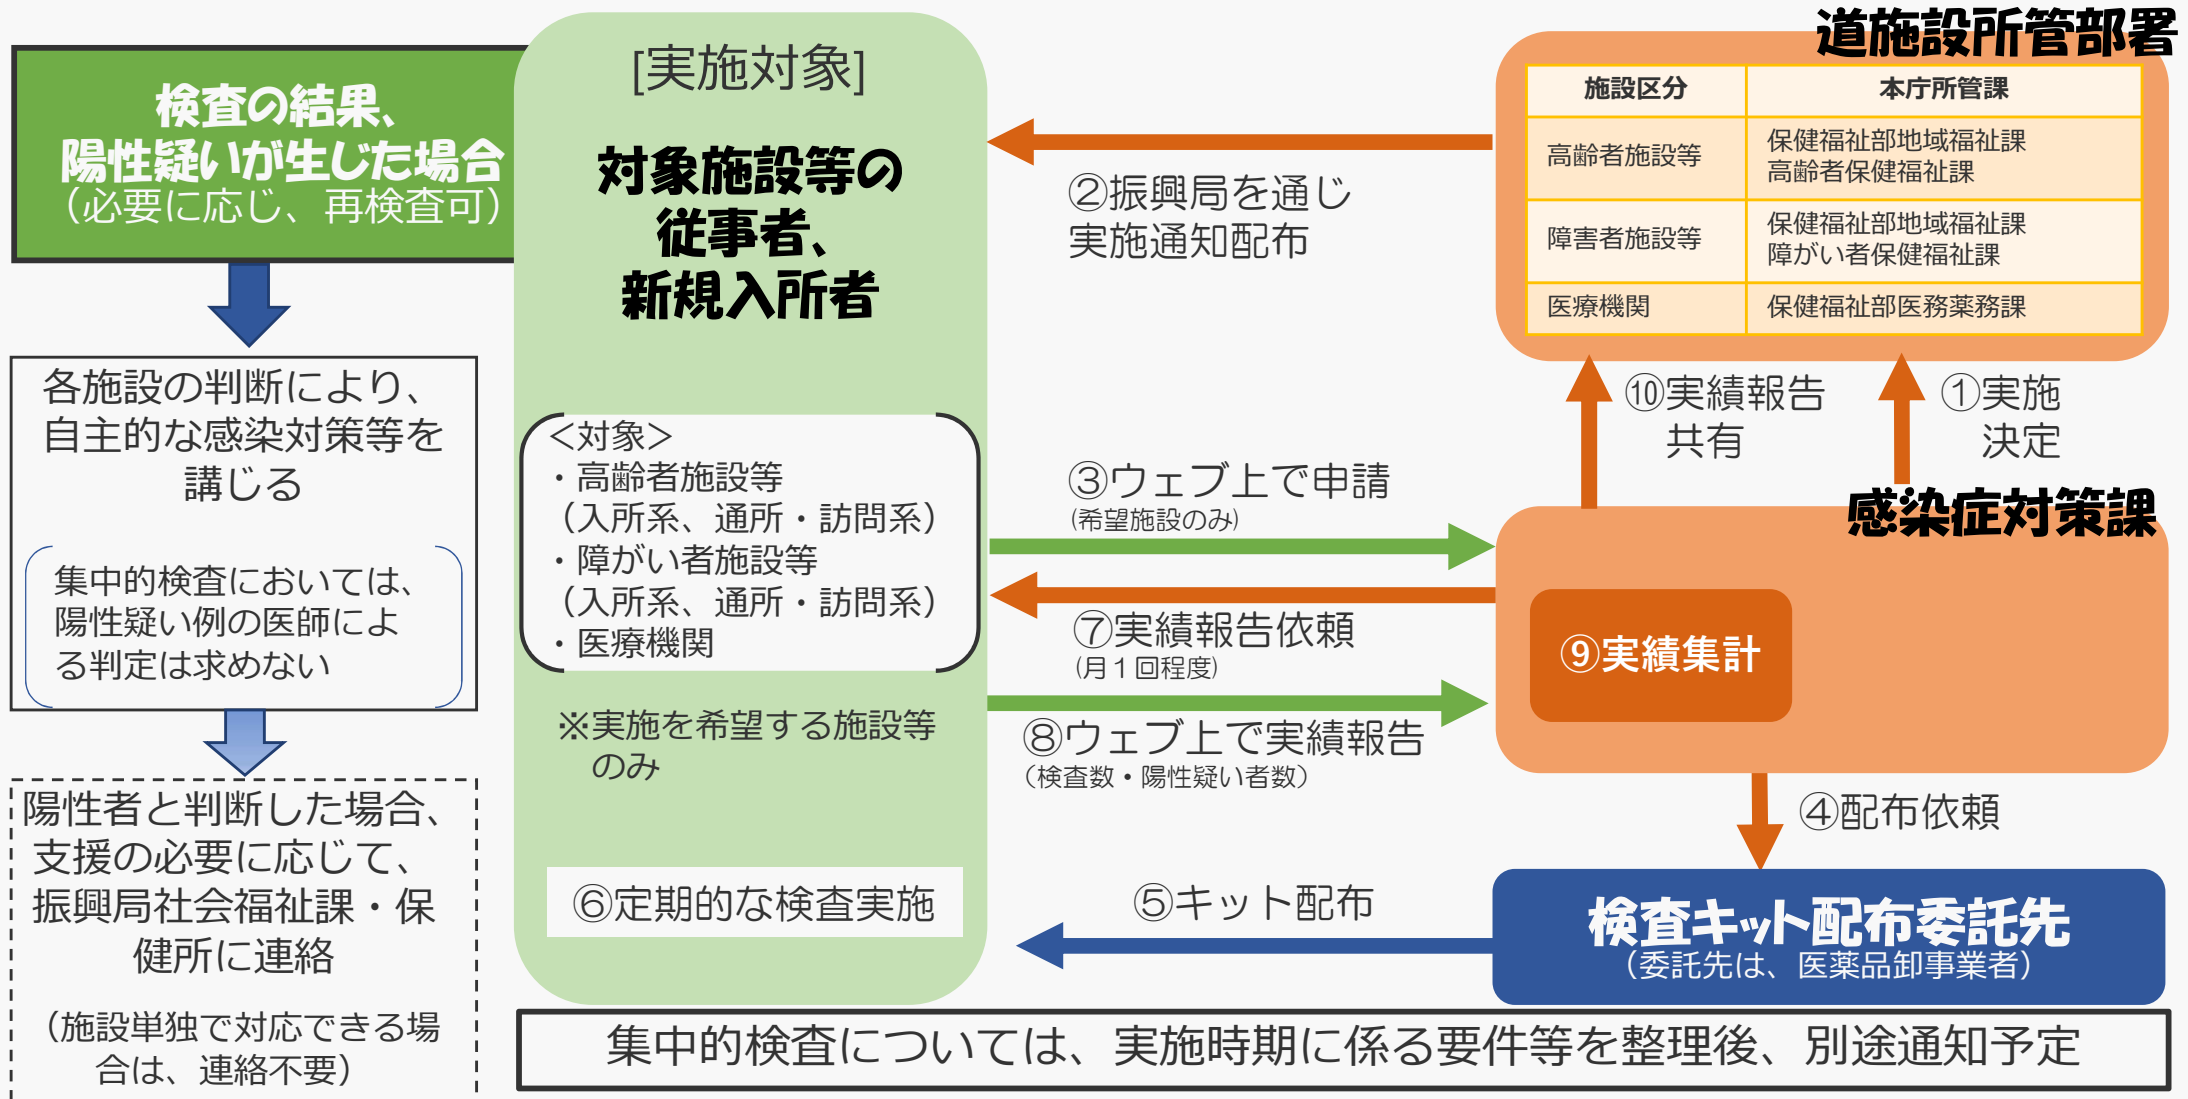 検査の結果、
陽性疑いが生じた場合
（必要に応じ、再検査可）
各施設の判断により、
自主的な感染対策等を
講じる
集中的検査においては、
陽性疑い例の医師によ
る判定は求めない
陽性者と判断した場合、
支援の必要に応じて、
振興局社会福祉課・保
健所に連絡
（施設単独で対応できる場
合は、連絡不要）
[実施対象]
対象施設等の
従事者、
新規入所者
＜対象＞
・高齢者施設等
（入所系、通所・訪問系）
・障がい者施設等
（入所系、通所・訪問系）
・医療機関
※実施を希望する施設等
のみ
⑥定期的な検査実施
②振興局を通じ
実施通知配布
③ウェブ上で申請
(希望施設のみ)
⑦実績報告依頼
(月１回程度)
⑧ウェブ上で実績報告
（検査数・陽性疑い者数）
⑤キット配布
道施設所管部署
施設区分 本庁所管課
高齢者施設等 保健福祉部地域福祉課
高齢者保健福祉課
障害者施設等 保健福祉部地域福祉課
障がい者保健福祉課
医療機関 保健福祉部医務薬務課
⑩実績報告
共有
①実施
決定
感染症対策課
⑨実績集計
④配布依頼
検査キット配布委託先
（委託先は、医薬品卸事業者）
集中的検査については、実施時期に係る要件等を整理後、別途通知予定